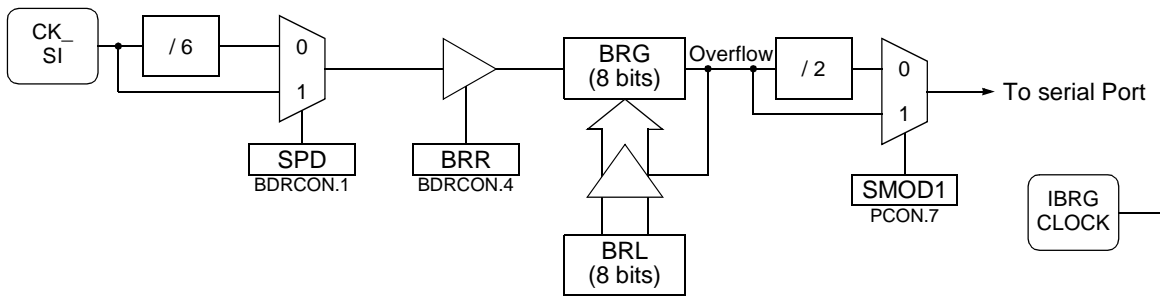 CK_
SI
/ 6
0
1
SPD
BDRCON.1
BRR
BDRCON.4
BRG
(8 bits)
Overflow
BRL
(8 bits)
/ 2
0
1
SMOD1
PCON.7
To serial Port
IBRG
CLOCK